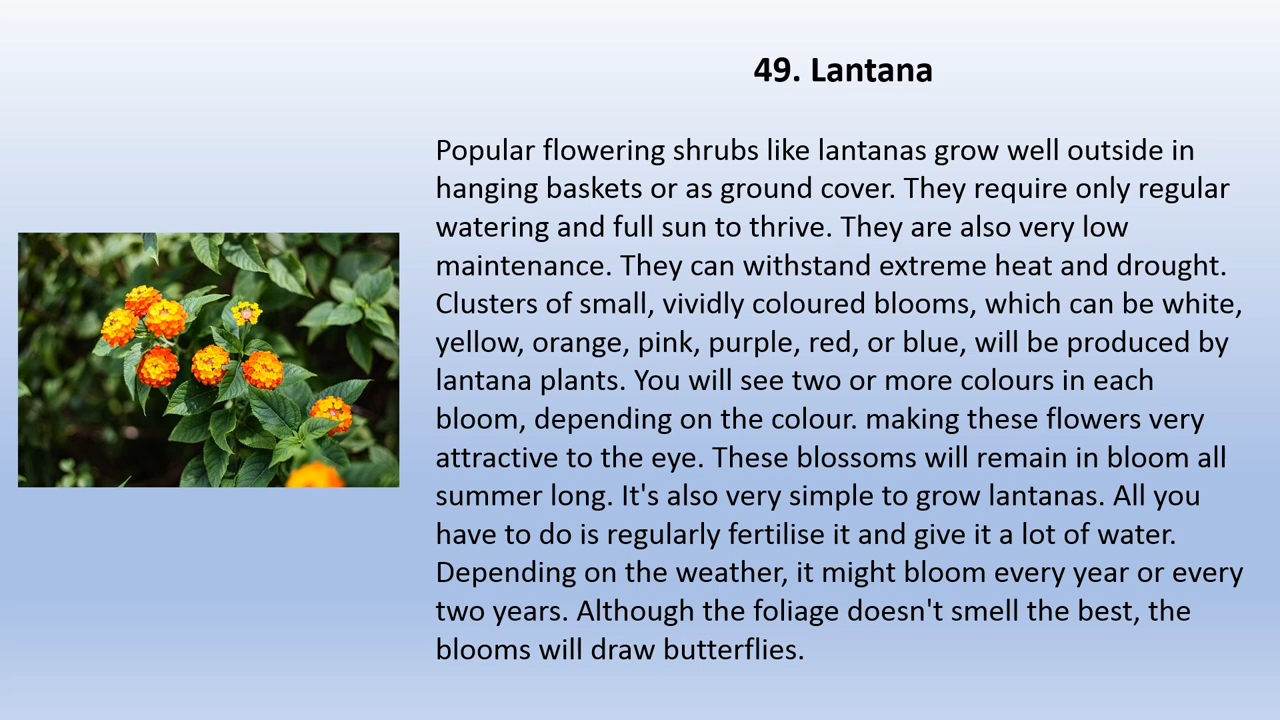 49. Lantana
Popular flowering shrubs like lantanas grow well outside in
hanging baskets or as ground cover. They require only regular
watering and full sun to thrive. They are also very low
maintenance. They can withstand extreme heat and drought.
Clusters of small, vividly coloured blooms, which can be white,
yellow, orange, pink, purple, red, or blue, will be produced by
lantana plants. You will see two or more colours in each
bloom, depending on the colour. making these flowers very
attractive to the eye. These blossoms will remain in bloom all
summer long. It's also very simple to grow lantanas. All you
have to do is regularly fertilise it and give it a lot of water.
Depending on the weather, it might bloom every year or every
two years. Although the foliage doesn't smell the best, the
blooms will draw butterflies.